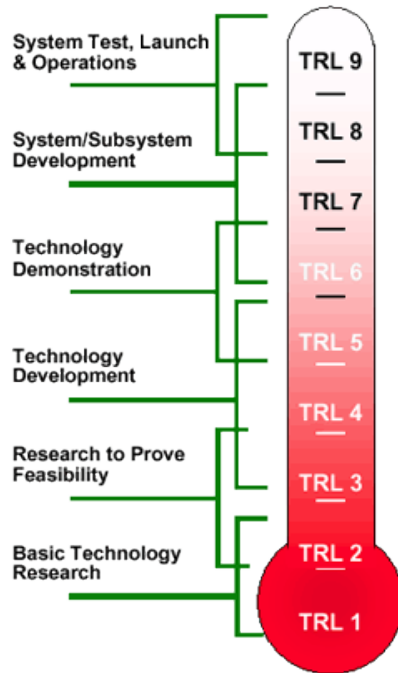 System Test, Launch
& Operations
System/Subsystem
Development
Technology
Demonstration
Technology
Development
Research to Prove
Feasibility
Basic Technology
Research
TRL 9
TRL 8
TRL 7
TRL 6
TRL 5
TRL 4
TRL 3
TRL 2
TRL 1